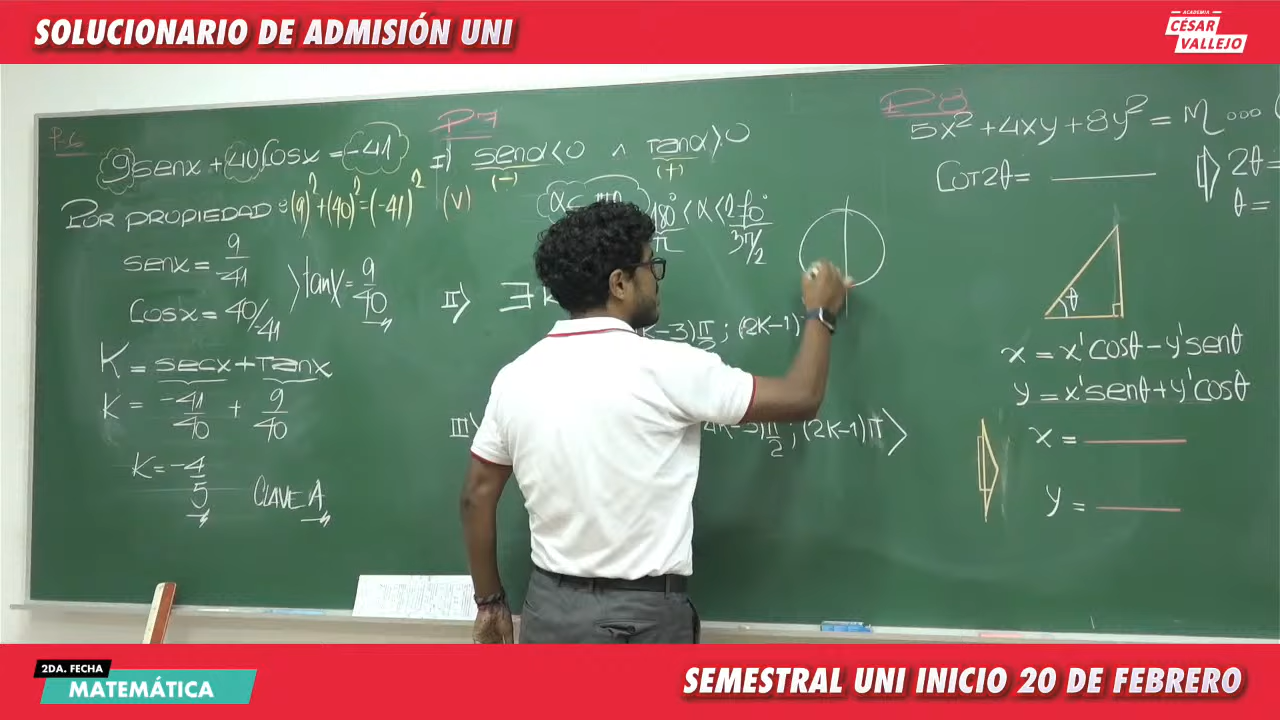 SOLUCIONARIO DE ADMISIÓN UNI
ACADEMIA
CÉSAR
VALLEJO
P.6
9senx + 40cosx = -41
POR PROPIEDAD: (9)² + (40)² = (-41)²
senx = 9/-41
cosx = 40/-41
tanx = 9/40
K = secx + Tanx
K = -41/40 + 9/40
K = -4/5
CLAVE A
P7
I) senα < 0 ∧ tanα > 0
(-) (+)
(V)
180° < α < 270°
π 3π/2
II) ∃ K
K-3)π/2 ; (2K-1)
III)
4K-3)π/2 ; (2K-1)π>
P8
5x² + 4xy + 8y² = M ...
COT2θ =
2θ =
θ =
θ
x = x'cosθ - y'senθ
y = x'senθ + y'cosθ
x =
y =
2DA. FECHA
MATEMÁTICA
SEMESTRAL UNI INICIO 20 DE FEBRERO